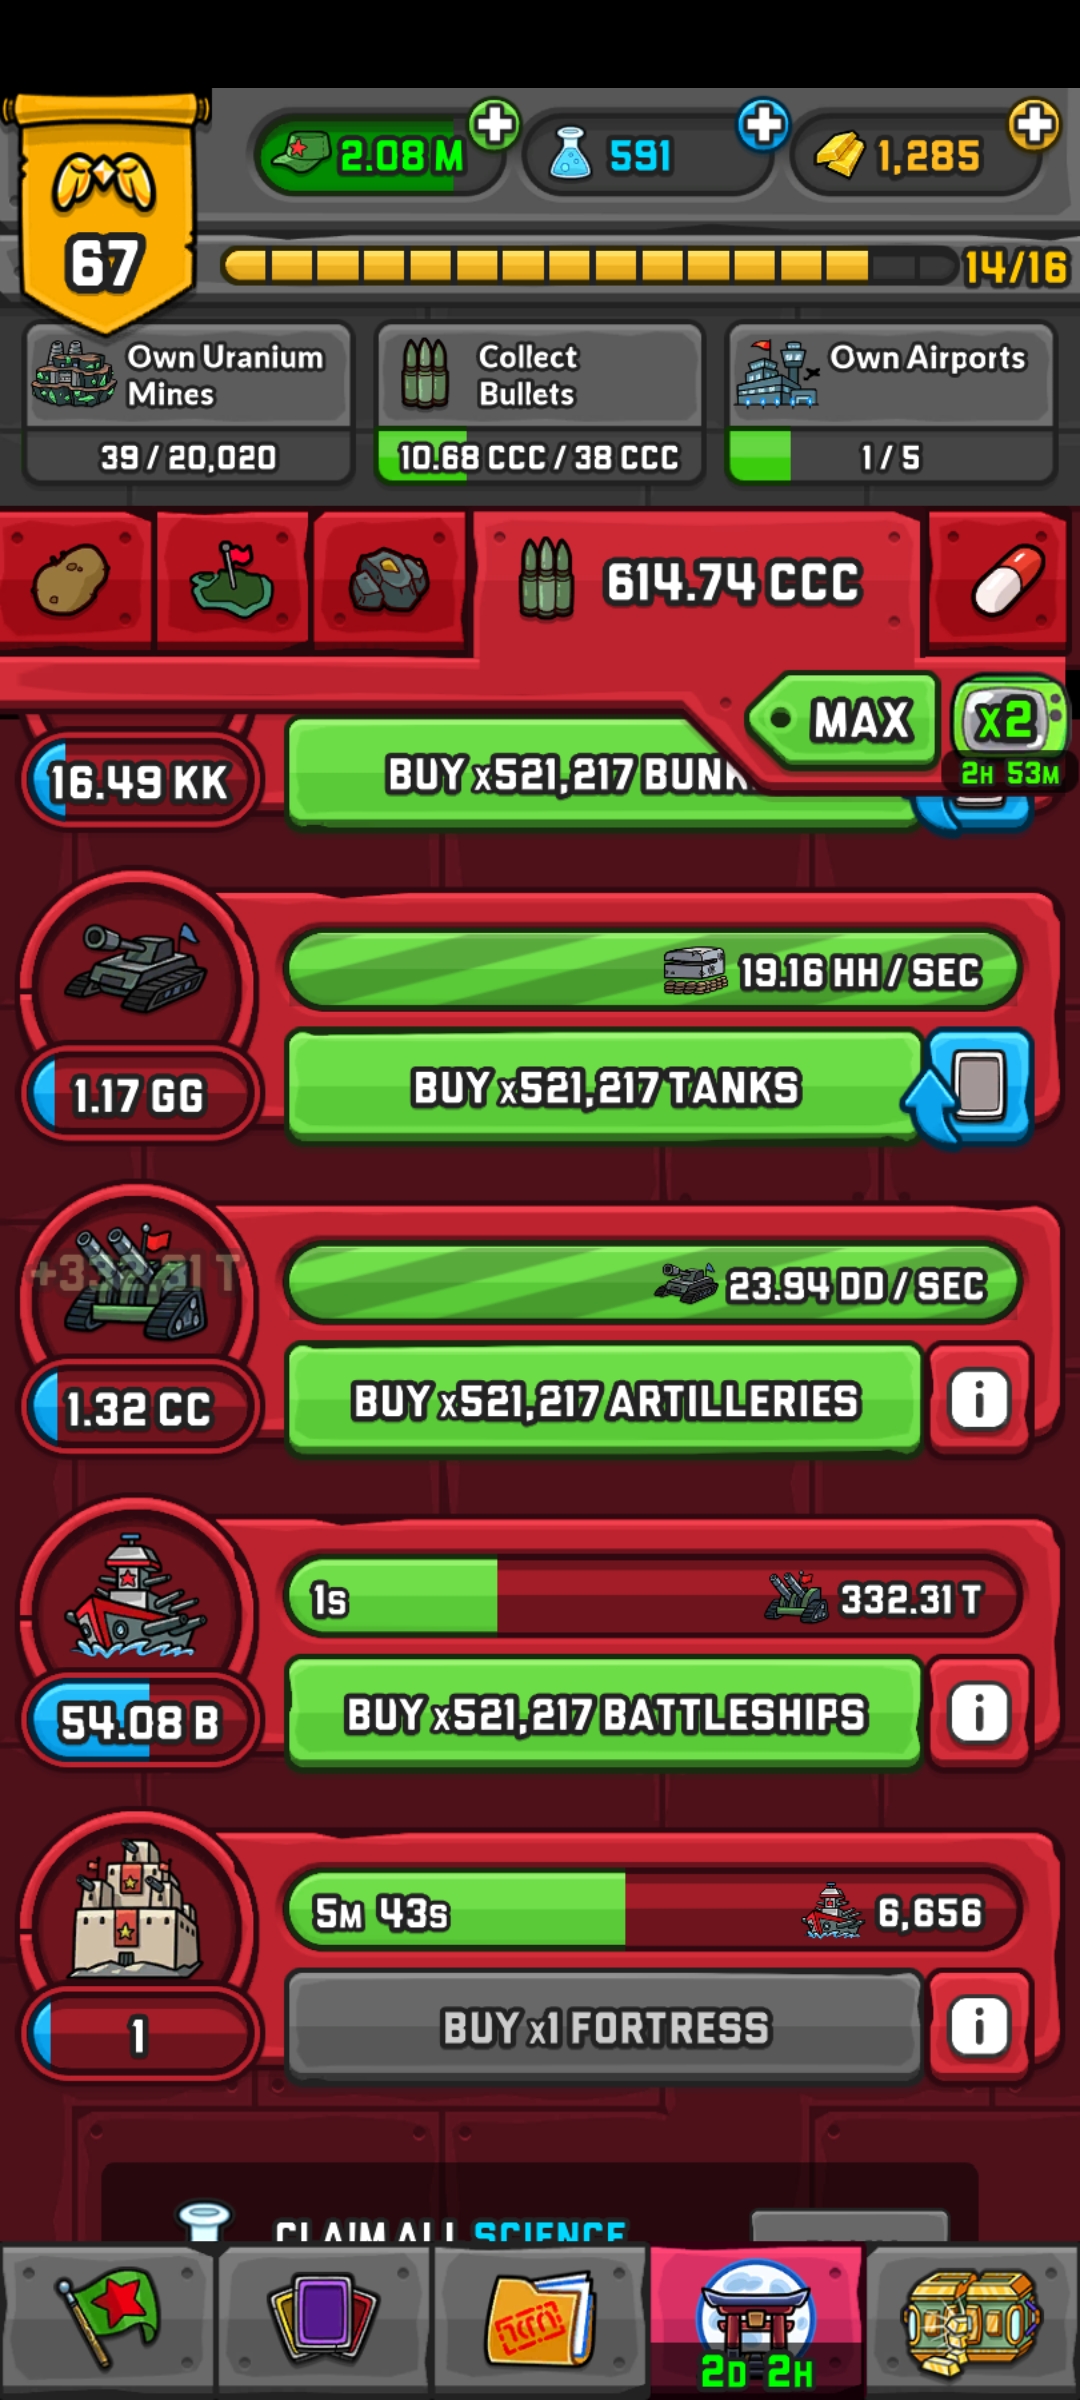 2.08 M
591
1,285
67
14/16
Own Uranium
Mines
39 / 20,020
Collect
Bullets
10.68 CCC / 38 CCC
Own Airports
1 / 5
614.74 CCC
MAX
x2
2H 53M
16.49 KK
BUY x521,217 BUNK
19.16 HH / SEC
1.17 GG
BUY x521,217 TANKS
+332.31 T
23.94 DD / SEC
1.32 CC
BUY x521,217 ARTILLERIES
i
1s
332.31 T
54.08 B
BUY x521,217 BATTLESHIPS
i
5M 43s
6,656
1
BUY x1 FORTRESS
i
CLAIM ALL SCIENCE
2D 2H